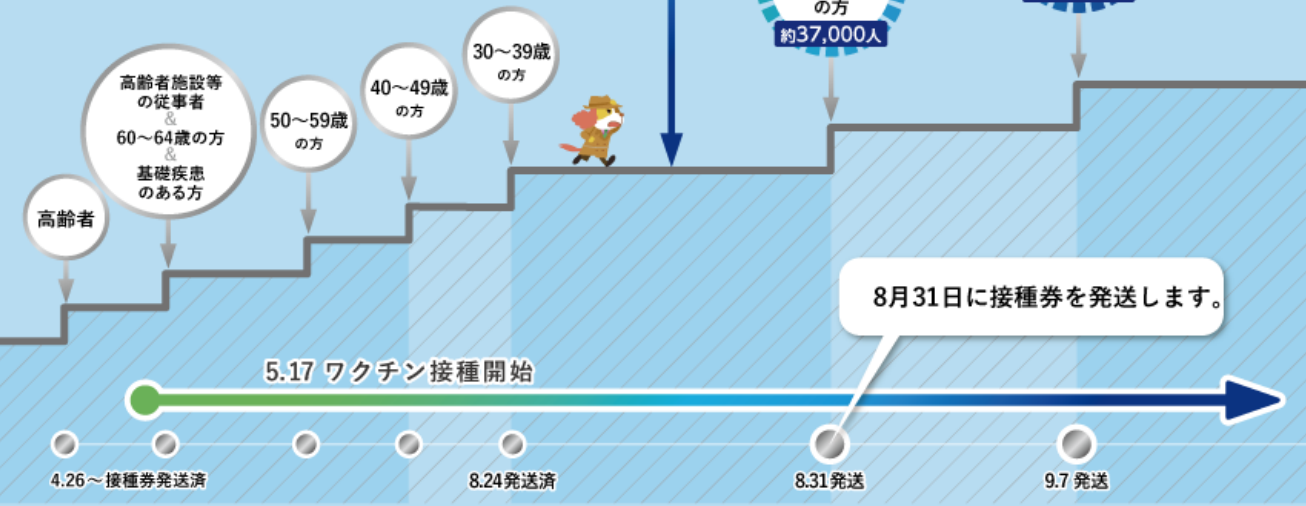 の方
約37,000人
30〜39歳
の方
40〜49歳
の方
50〜59歳
の方
高齢者施設等
の従事者
&
60〜64歳の方
&
基礎疾患
のある方
高齢者
8月31日に接種券を発送します。
5.17 ワクチン接種開始
4.26〜接種券発送済
8.24発送済
8.31発送
9.7 発送